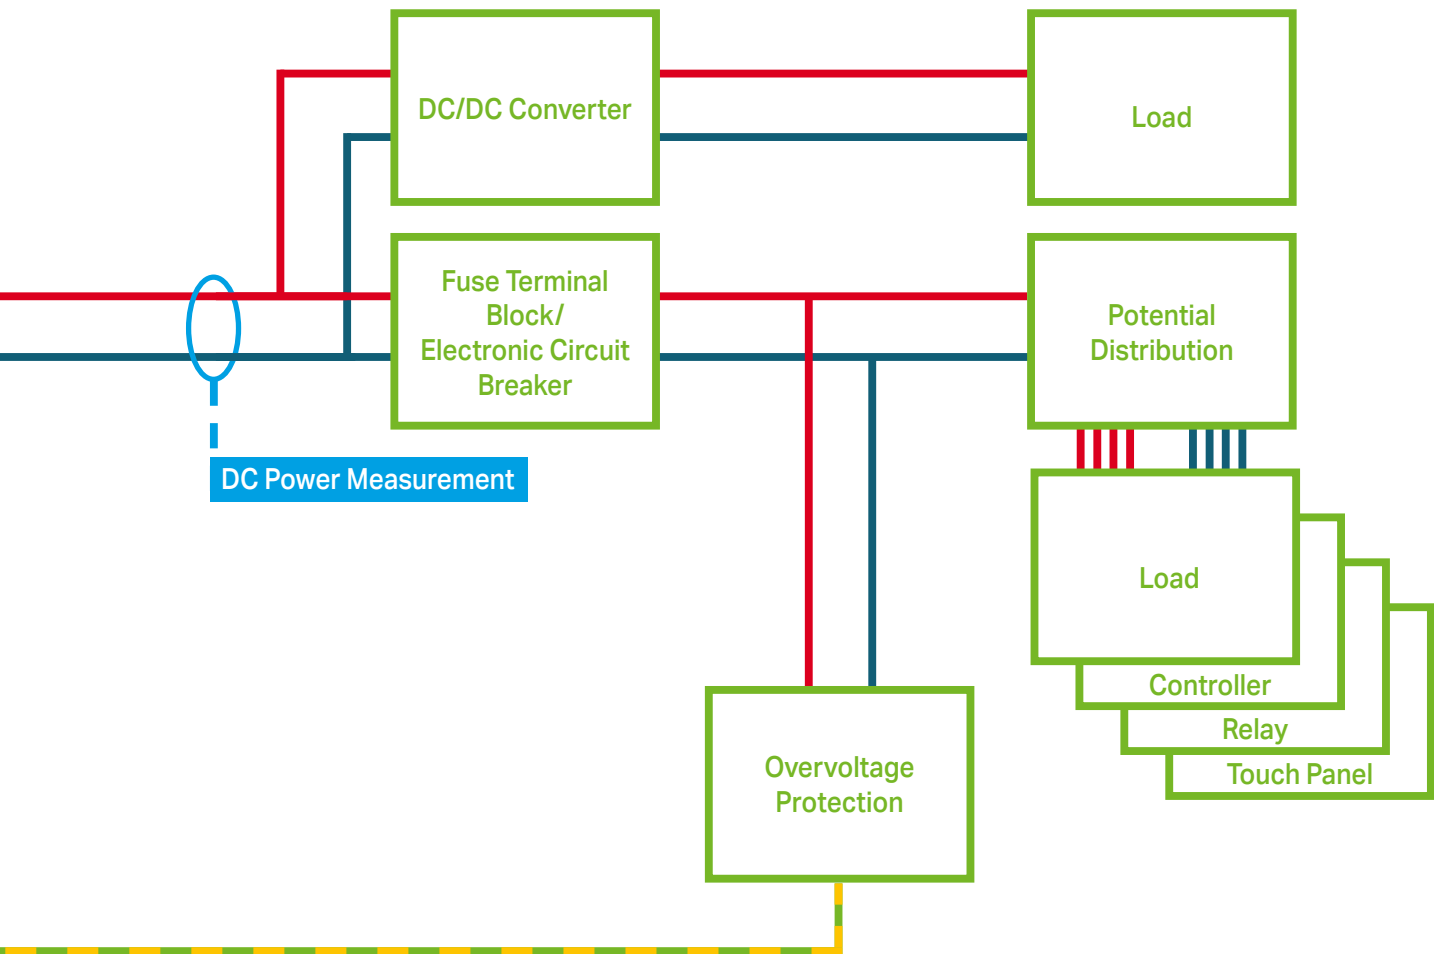 DC/DC Converter
Load
Fuse Terminal
Block/
Electronic Circuit
Breaker
Potential
Distribution
DC Power Measurement
Load
Controller
Relay
Touch Panel
Overvoltage
Protection